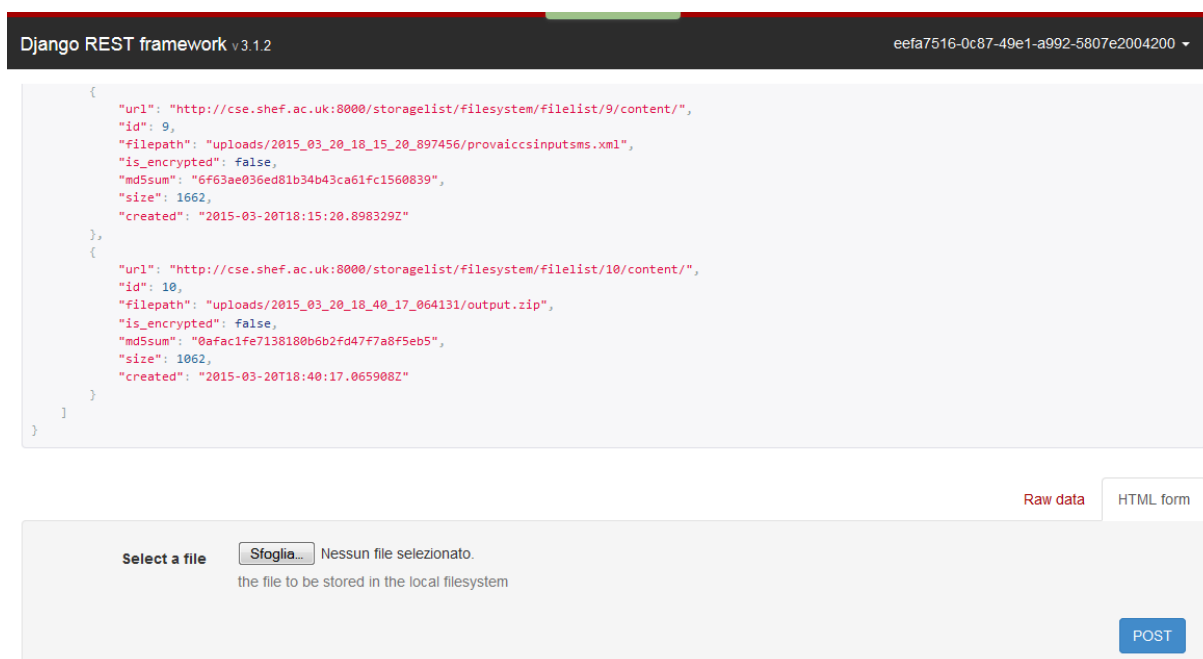 Django REST framework v 3.1.2
eefa7516-0c87-49e1-a992-5807e2004200
{
"url": "http://cse.shef.ac.uk:8000/storagelist/filesystem/filelist/9/content/",
"id": 9,
"filepath": "uploads/2015_03_20_18_15_20_897456/provaiccsinputsms.xml",
"is_encrypted": false,
"md5sum": "6f63ae036ed81b34b43ca61fc1560839",
"size": 1662,
"created": "2015-03-20T18:15:20.898329Z"
},
{
"url": "http://cse.shef.ac.uk:8000/storagelist/filesystem/filelist/10/content/",
"id": 10,
"filepath": "uploads/2015_03_20_18_40_17_064131/output.zip",
"is_encrypted": false,
"md5sum": "0afac1fe7138180b6b2fd47f7a8f5eb5",
"size": 1062,
"created": "2015-03-20T18:40:17.065908Z"
}
]
}
Raw data HTML form
Select a file Sfoglia... Nessun file selezionato.
the file to be stored in the local filesystem
POST